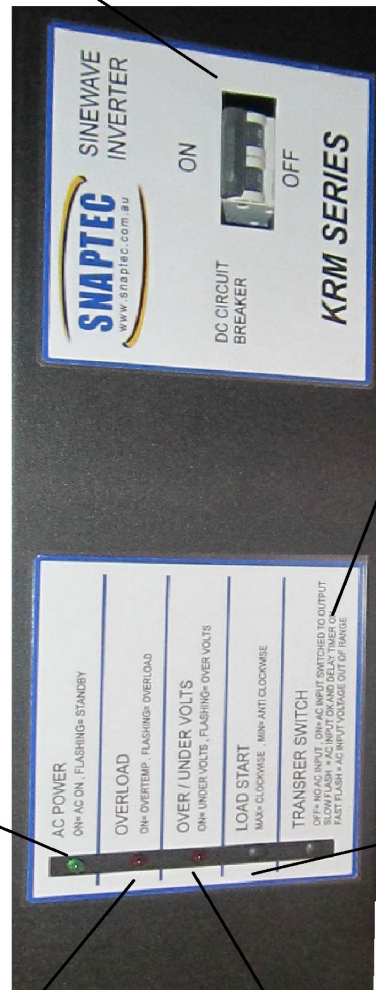 AC POWER
ON= AC ON , FLASHING= STANDBY
OVERLOAD
ON= OVERTEMP , FLASHING= OVERLOAD
OVER / UNDER VOLTS
ON= UNDER VOLTS , FLASHING= OVER VOLTS
LOAD START
MAX= CLOCKWISE , MIN= ANTI CLOCKWISE
TRANSRER SWITCH
OFF= NO AC INPUT ON= AC INPUT SWITCHED TO OUTPUT
SLOW FLASH = AC INPUT OK AND DELAY TIMER ON
FAST FLASH = AC INPUT VOLTAGE OUT OF RANGE
SNAPTEC
www.snaptec.com.au
SINEWAVE
INVERTER
ON
DC CIRCUIT
BREAKER
OFF
KRM SERIES